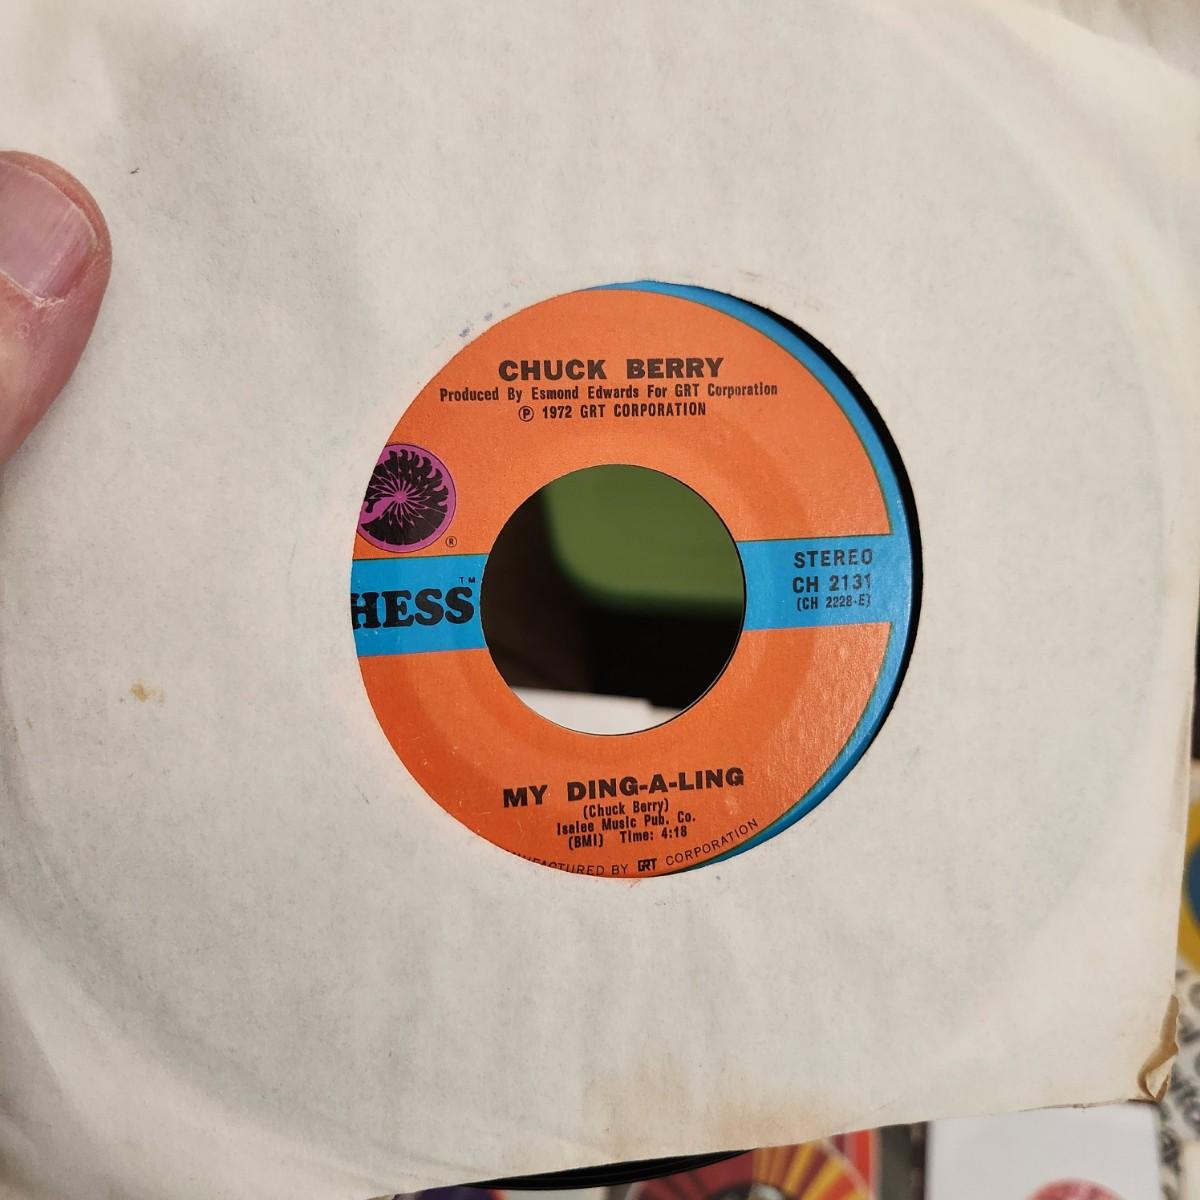 CHUCK BERRY
Produced By Esmond Edwards For GRT Corporation
℗ 1972 GRT CORPORATION
®
HESS™
STEREO
CH 2131
(CH 2228-E)
MY DING-A-LING
(Chuck Berry)
Isalee Music Pub. Co.
(BMI) Time: 4:18
UFACTURED BY GRT CORPORATION